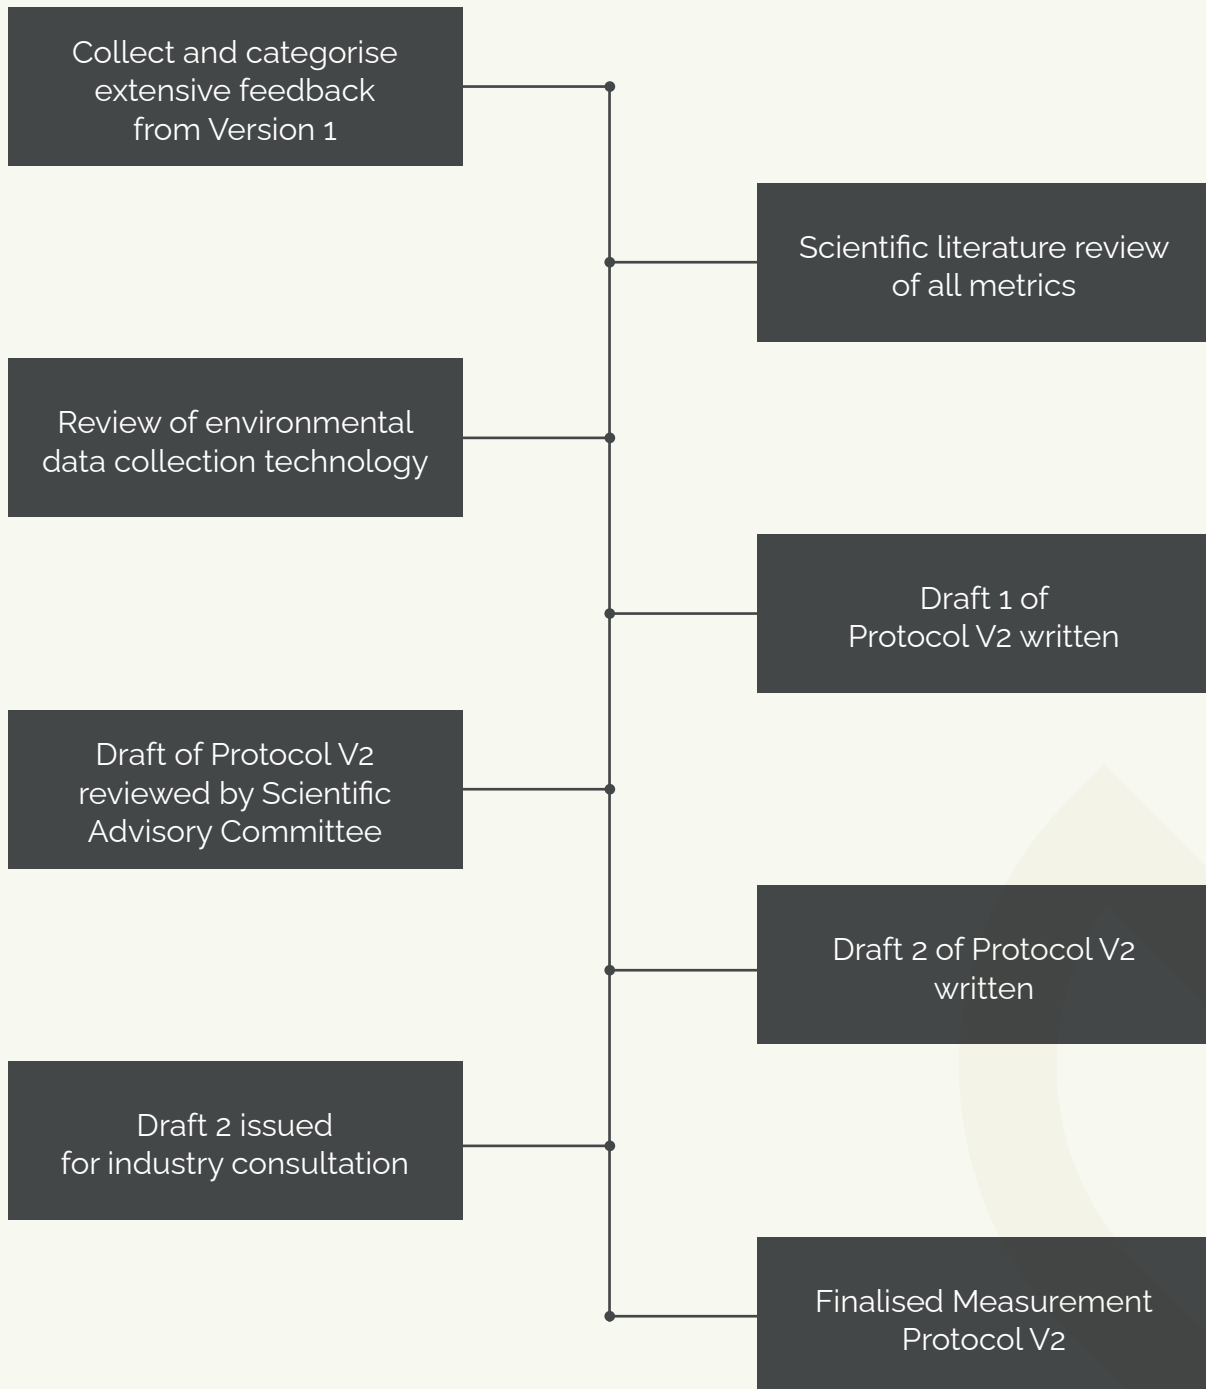 Collect and categorise
extensive feedback
from Version 1
Scientific literature review
of all metrics
Review of environmental
data collection technology
Draft 1 of
Protocol V2 written
Draft of Protocol V2
reviewed by Scientific
Advisory Committee
Draft 2 of Protocol V2
written
Draft 2 issued
for industry consultation
Finalised Measurement
Protocol V2